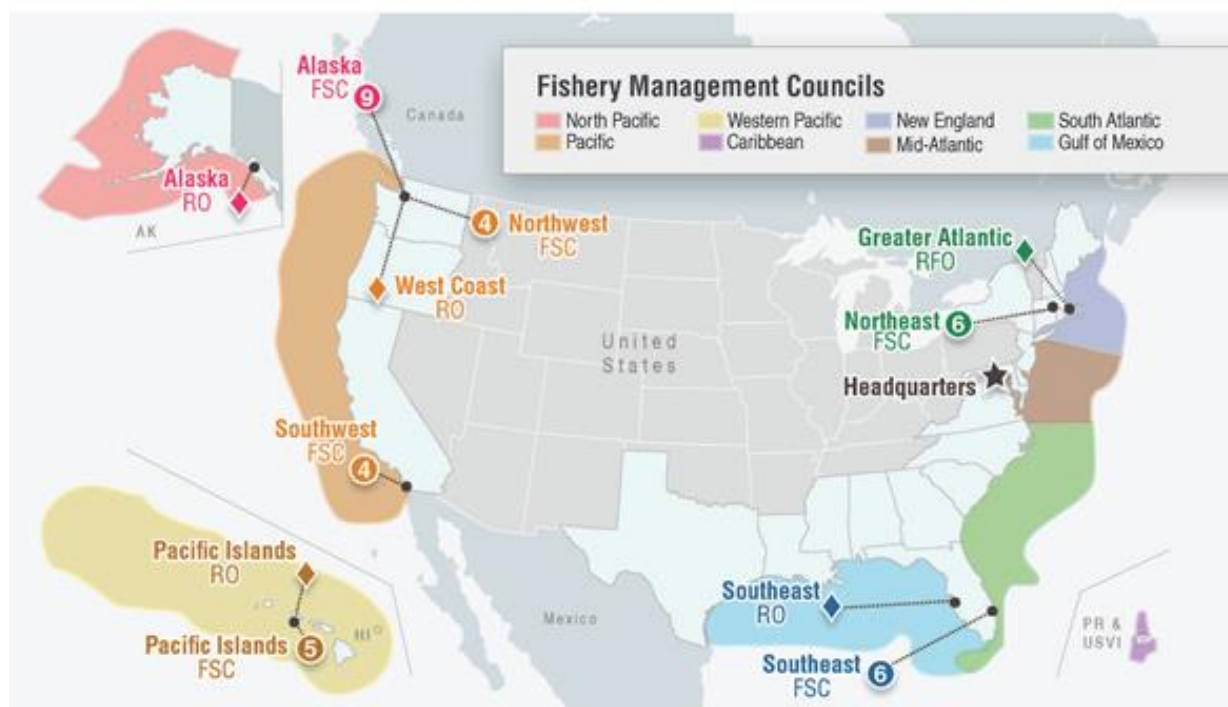 Fishery Management Councils
North Pacific
Western Pacific
New England
South Atlantic
Pacific
Caribbean
Mid-Atlantic
Gulf of Mexico
Alaska
FSC
9
Canada
Alaska
RO
AK
4
Northwest
FSC
West Coast
RO
Greater Atlantic
RFO
Northeast
6
FSC
United
States
Headquarters
Southwest
FSC
4
Pacific Islands
RO
HI
Pacific Islands
5
FSC
Mexico
Southeast
RO
Southeast
6
FSC
PR &
USVI